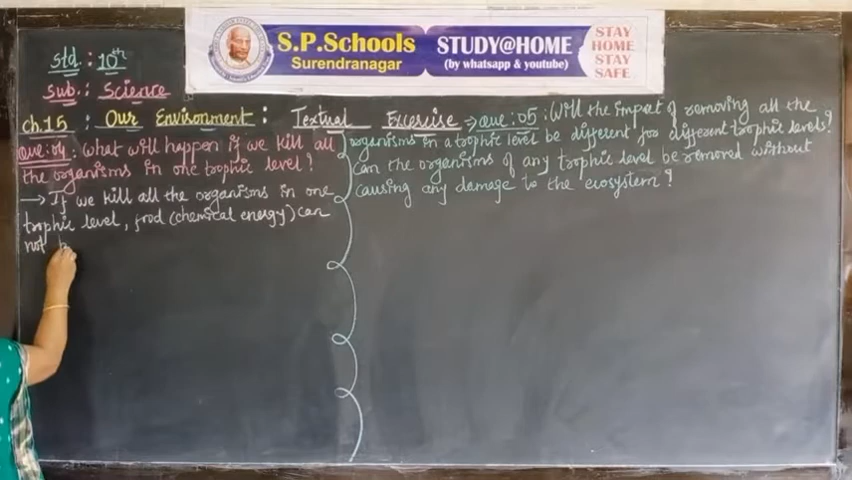 S.P.Schools
Surendranagar
STUDY@HOME
(by whatsapp & youtube)
STAY
HOME
STAY
SAFE
std. : 10th
sub. : Science
Ch.15 : Our Environment : Textual Excersise
Que:04: What will happen if we kill all
the organisms in one trophic level?
→ If we kill all the organisms in one
trophic level, food (chemical energy) can
not b
→ Que:05: Will the impact of removing all the
organisms in a trophic level be different for different trophic levels?
Can the organisms of any trophic level be removed without
causing any damage to the ecosystem?